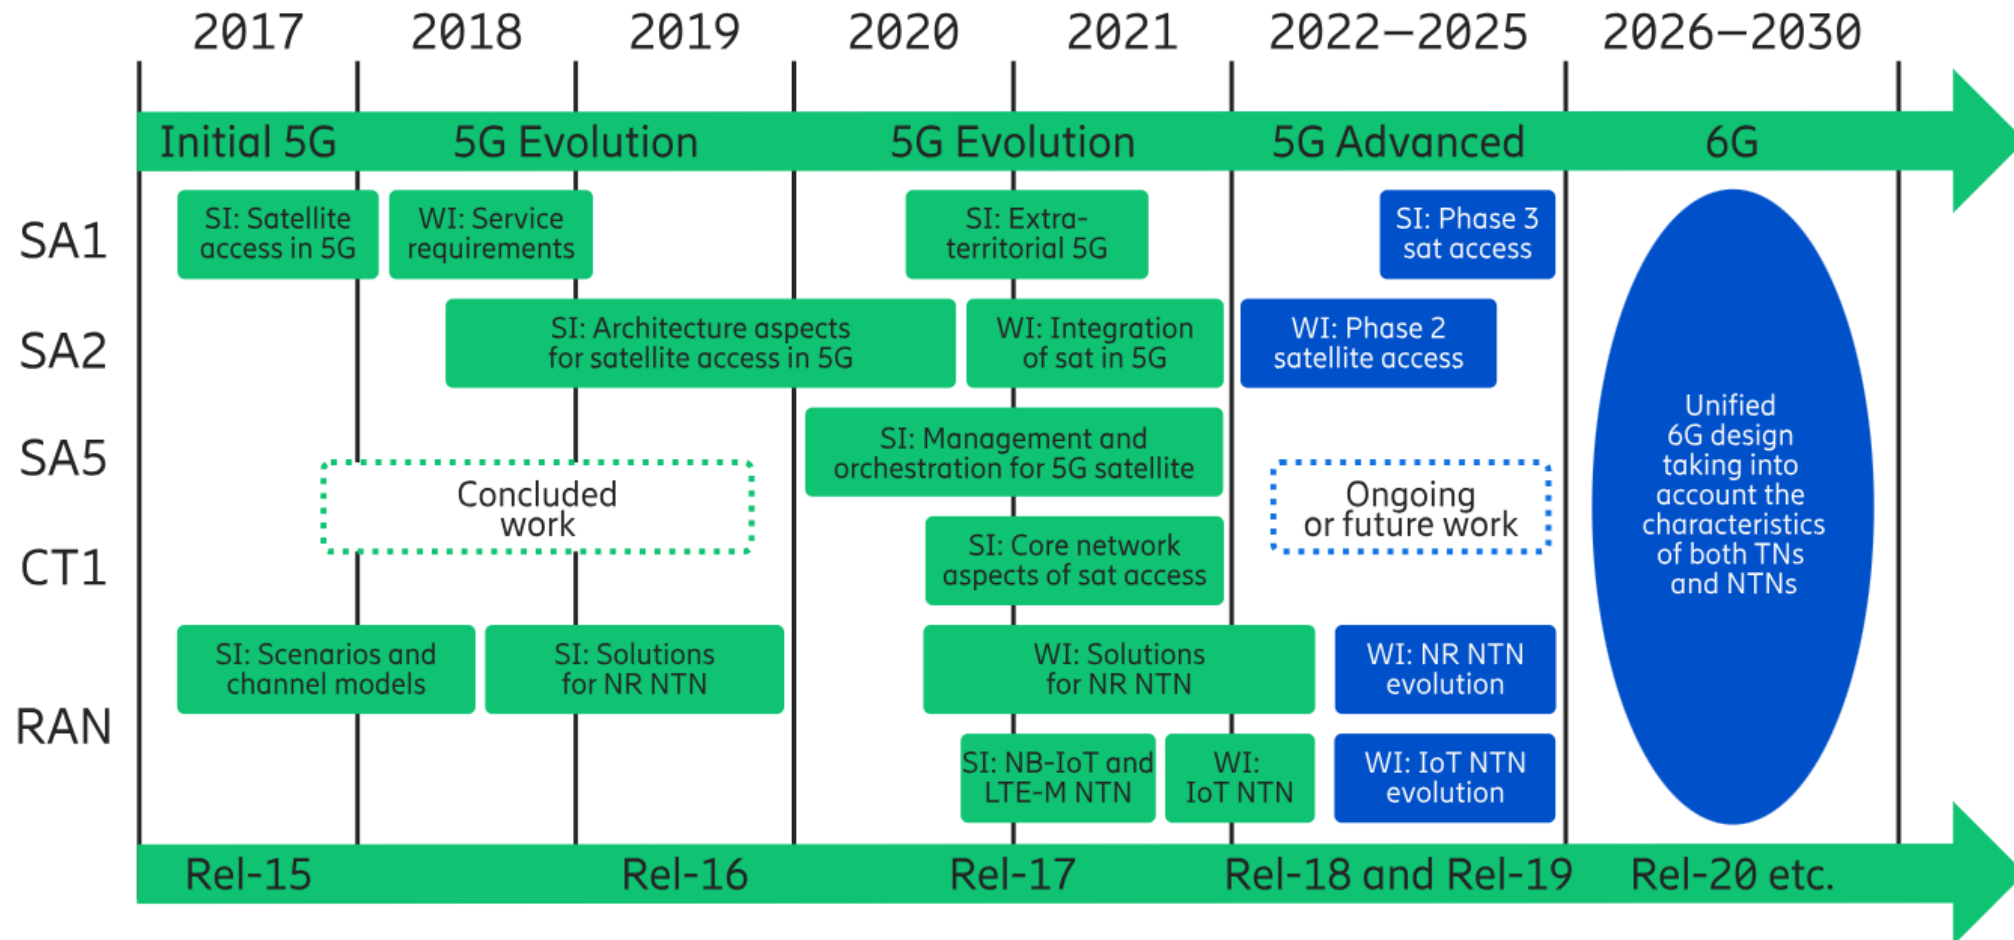 2017 2018 2019 2020 2021 2022–2025 2026–2030
Initial 5G 5G Evolution 5G Evolution 5G Advanced 6G
SA1
SI: Satellite
access in 5G
WI: Service
requirements
SI: Extra-
territorial 5G
SI: Phase 3
sat access
SA2
SI: Architecture aspects
for satellite access in 5G
WI: Integration
of sat in 5G
WI: Phase 2
satellite access
SA5
SI: Management and
orchestration for 5G satellite
Concluded
work
Ongoing
or future work
CT1
SI: Core network
aspects of sat access
RAN
SI: Scenarios and
channel models
SI: Solutions
for NR NTN
WI: Solutions
for NR NTN
WI: NR NTN
evolution
SI: NB-IoT and
LTE-M NTN
WI:
IoT NTN
WI: IoT NTN
evolution
Unified
6G design
taking into
account the
characteristics
of both TNs
and NTNs
Rel-15 Rel-16 Rel-17 Rel-18 and Rel-19 Rel-20 etc.